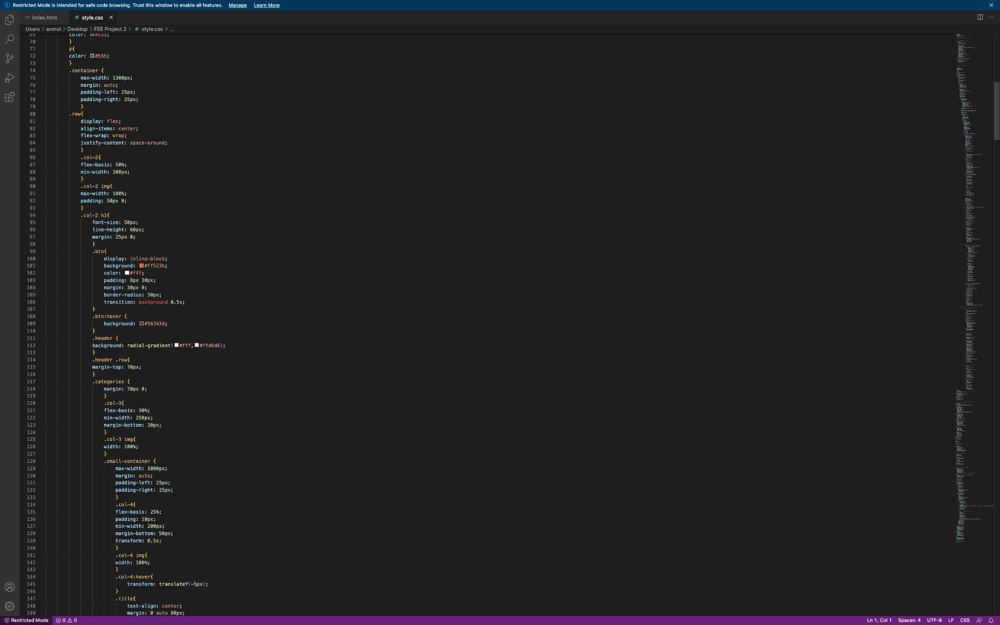 Restricted Mode is intended for safe code browsing. Trust this window to enable all features. Manage Learn More
index.html
style.css
Users > anmol > Desktop > FEE Project 2 > # style.css > ...
69 color: #555;
70 }
71 p{
72 color: #555;
73 }
74 .container {
75 max-width: 1300px;
76 margin: auto;
77 padding-left: 25px;
78 padding-right: 25px;
79 }
80 .row{
81 display: flex;
82 align-items: center;
83 flex-wrap: wrap;
84 justify-content: space-around;
85 }
86 .col-2{
87 flex-basis: 50%;
88 min-width: 300px;
89 }
90 .col-2 img{
91 max-width: 100%;
92 padding: 50px 0;
93 }
94 .col-2 h1{
95 font-size: 50px;
96 line-height: 60px;
97 margin: 25px 0;
98 }
99 .btn{
100 display: inline-block;
101 background: #ff523b;
102 color: #fff;
103 padding: 8px 30px;
104 margin: 30px 0;
105 border-radius: 30px;
106 transition: background 0.5s;
107 }
108 .btn:hover {
109 background: #563434;
110 }
111 .header {
112 background: radial-gradient(#fff,#ffd6d6);
113 }
114 .header .row{
115 margin-top: 70px;
116 }
117 .categories {
118 margin: 70px 0;
119 }
120 .col-3{
121 flex-basis: 30%;
122 min-width: 250px;
123 margin-bottom: 30px;
124 }
125 .col-3 img{
126 width: 100%;
127 }
128 .small-container {
129 max-width: 1080px;
130 margin: auto;
131 padding-left: 25px;
132 padding-right: 25px;
133 }
134 .col-4{
135 flex-basis: 25%;
136 padding: 10px;
137 min-width: 200px;
138 margin-bottom: 50px;
139 transform: 0.5s;
140 }
141 .col-4 img{
142 width: 100%;
143 }
144 .col-4:hover{
145 transform: translateY(-5px);
146 }
147 .title{
148 text-align: center;
149 margin: 0 auto 80px;
Restricted Mode 0 0 Ln 1, Col 1 Spaces: 4 UTF-8 LF CSS